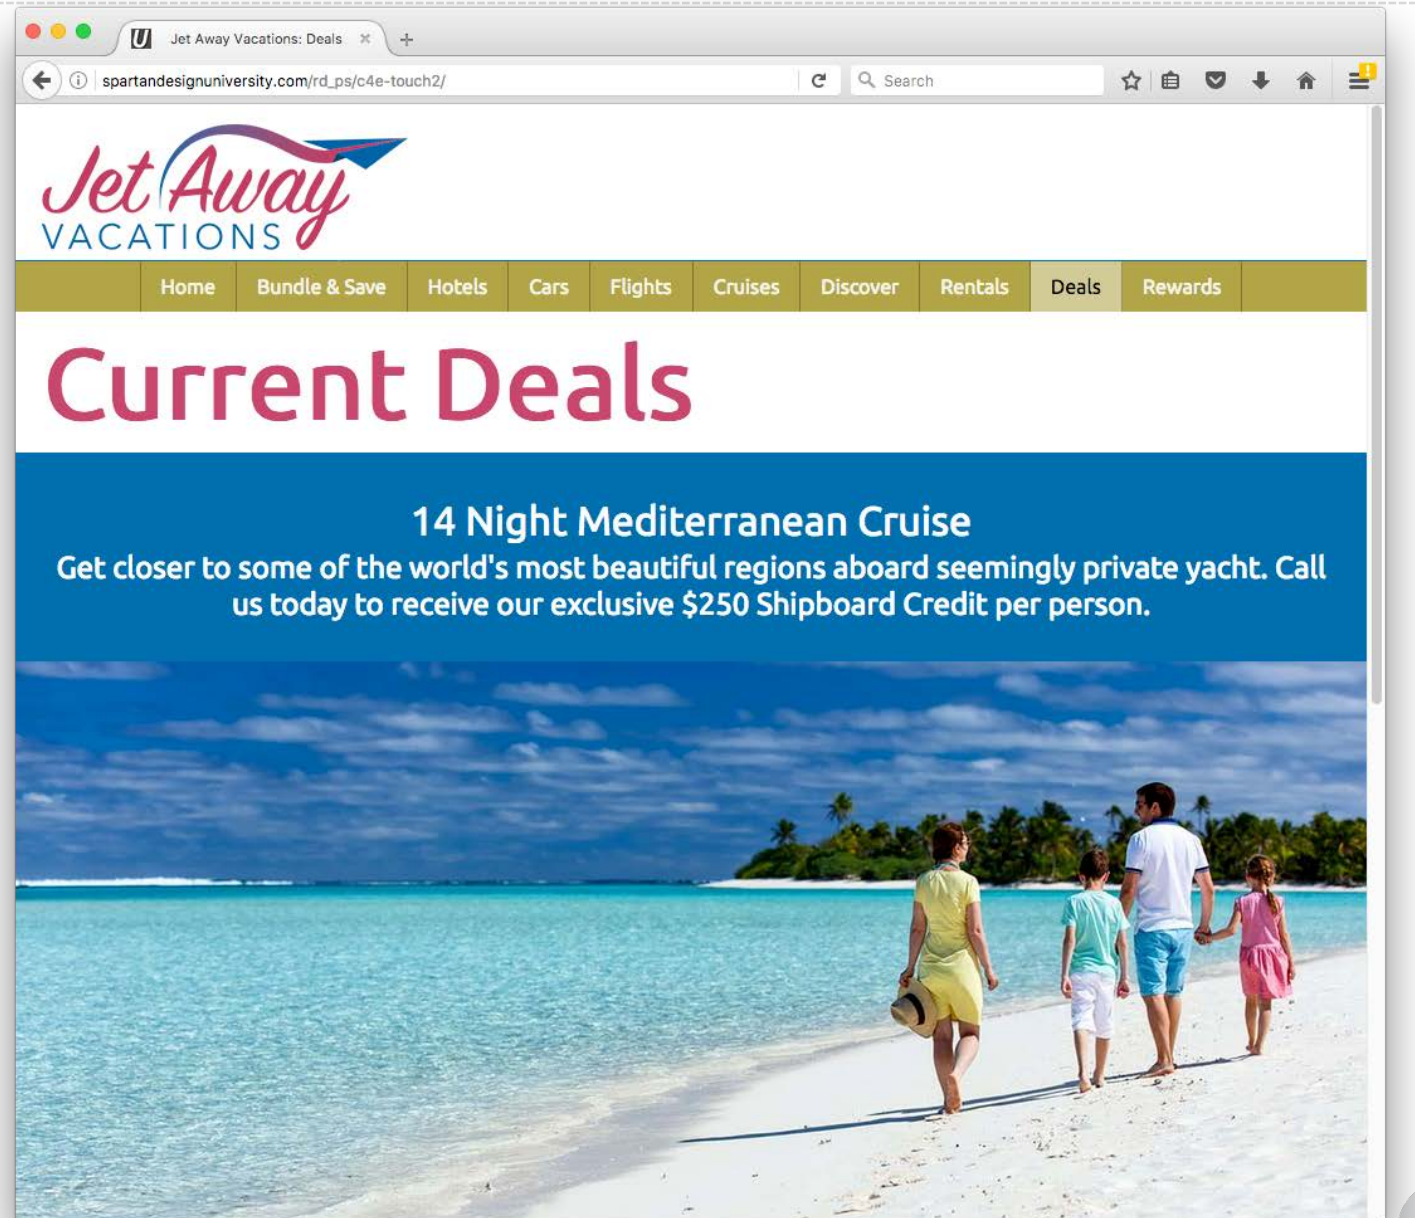 Jet Away Vacations: Deals
spartandesignuniversity.com/rd_ps/c4e-touch2/
Search
Jet Away
VACATIONS
Home Bundle & Save Hotels Cars Flights Cruises Discover Rentals Deals Rewards
Current Deals
14 Night Mediterranean Cruise
Get closer to some of the world's most beautiful regions aboard seemingly private yacht. Call
us today to receive our exclusive $250 Shipboard Credit per person.